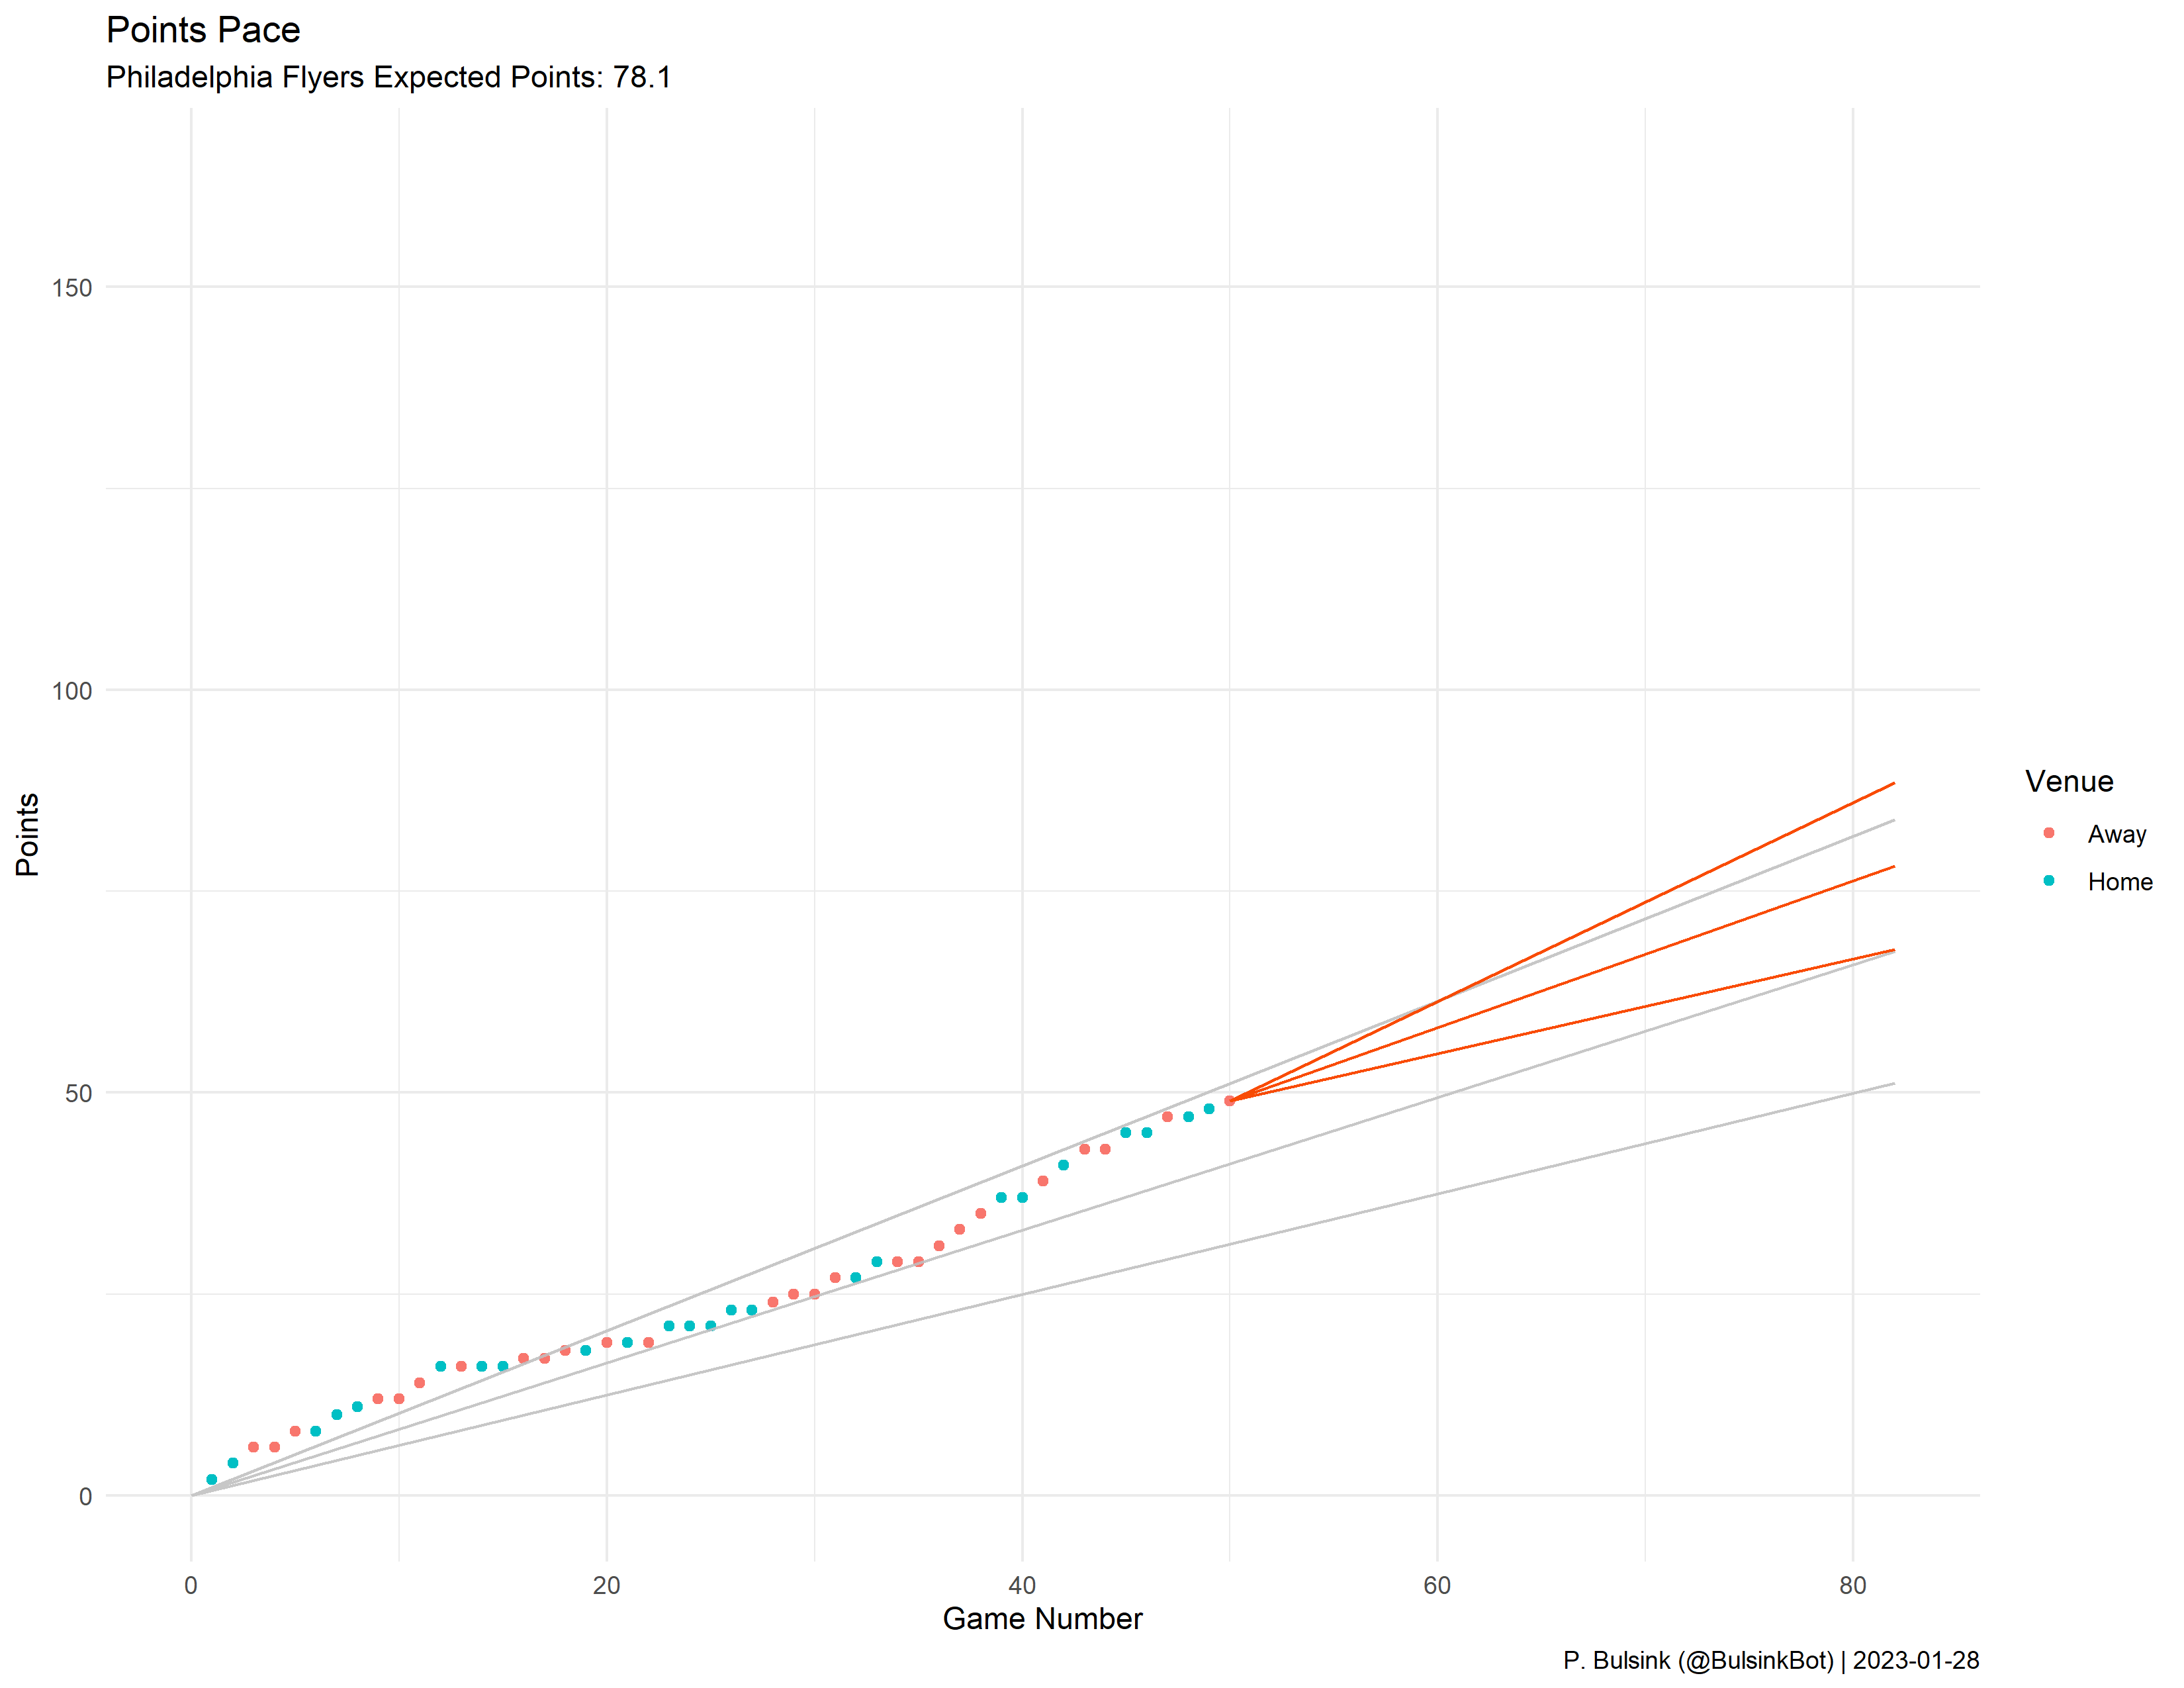 Points Pace
Philadelphia Flyers Expected Points: 78.1
150
100
50
0
Points
0 20 40 60 80
Game Number
Venue
Away
Home
P. Bulsink (@BulsinkBot) | 2023-01-28